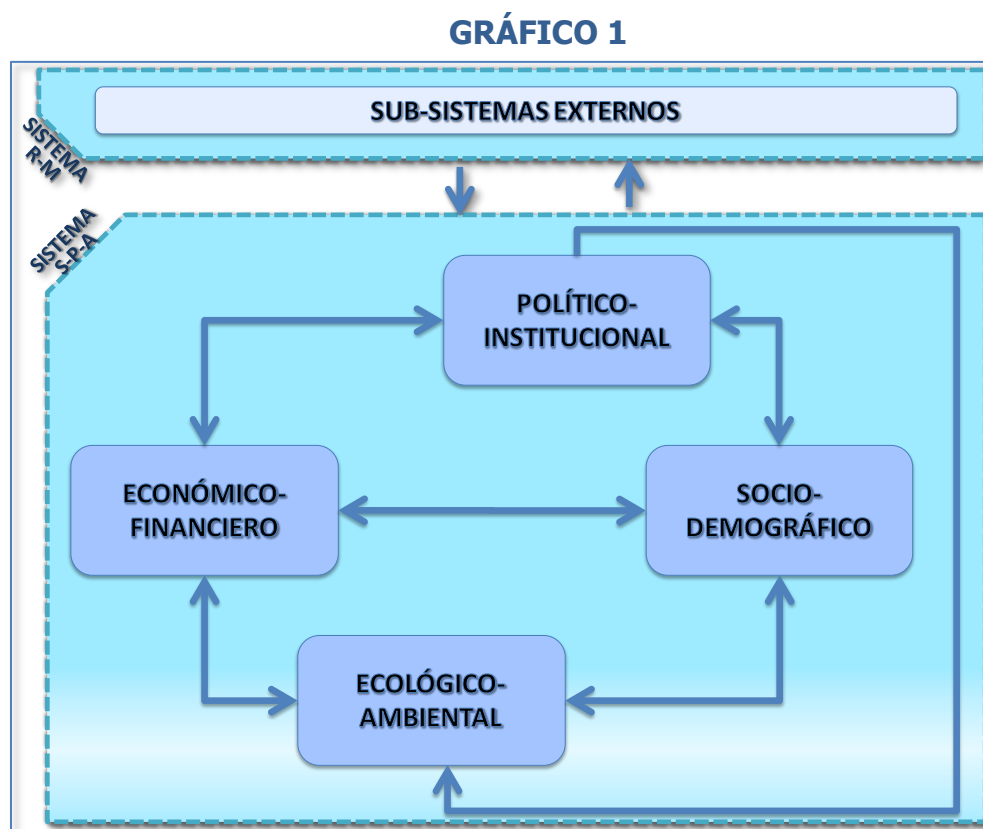 GRÁFICO 1
SUB-SISTEMAS EXTERNOS
SISTEMA
R-M
SISTEMA
S-P-A
POLÍTICO-
INSTITUCIONAL
ECONÓMICO-
FINANCIERO
SOCIO-
DEMOGRÁFICO
ECOLÓGICO-
AMBIENTAL